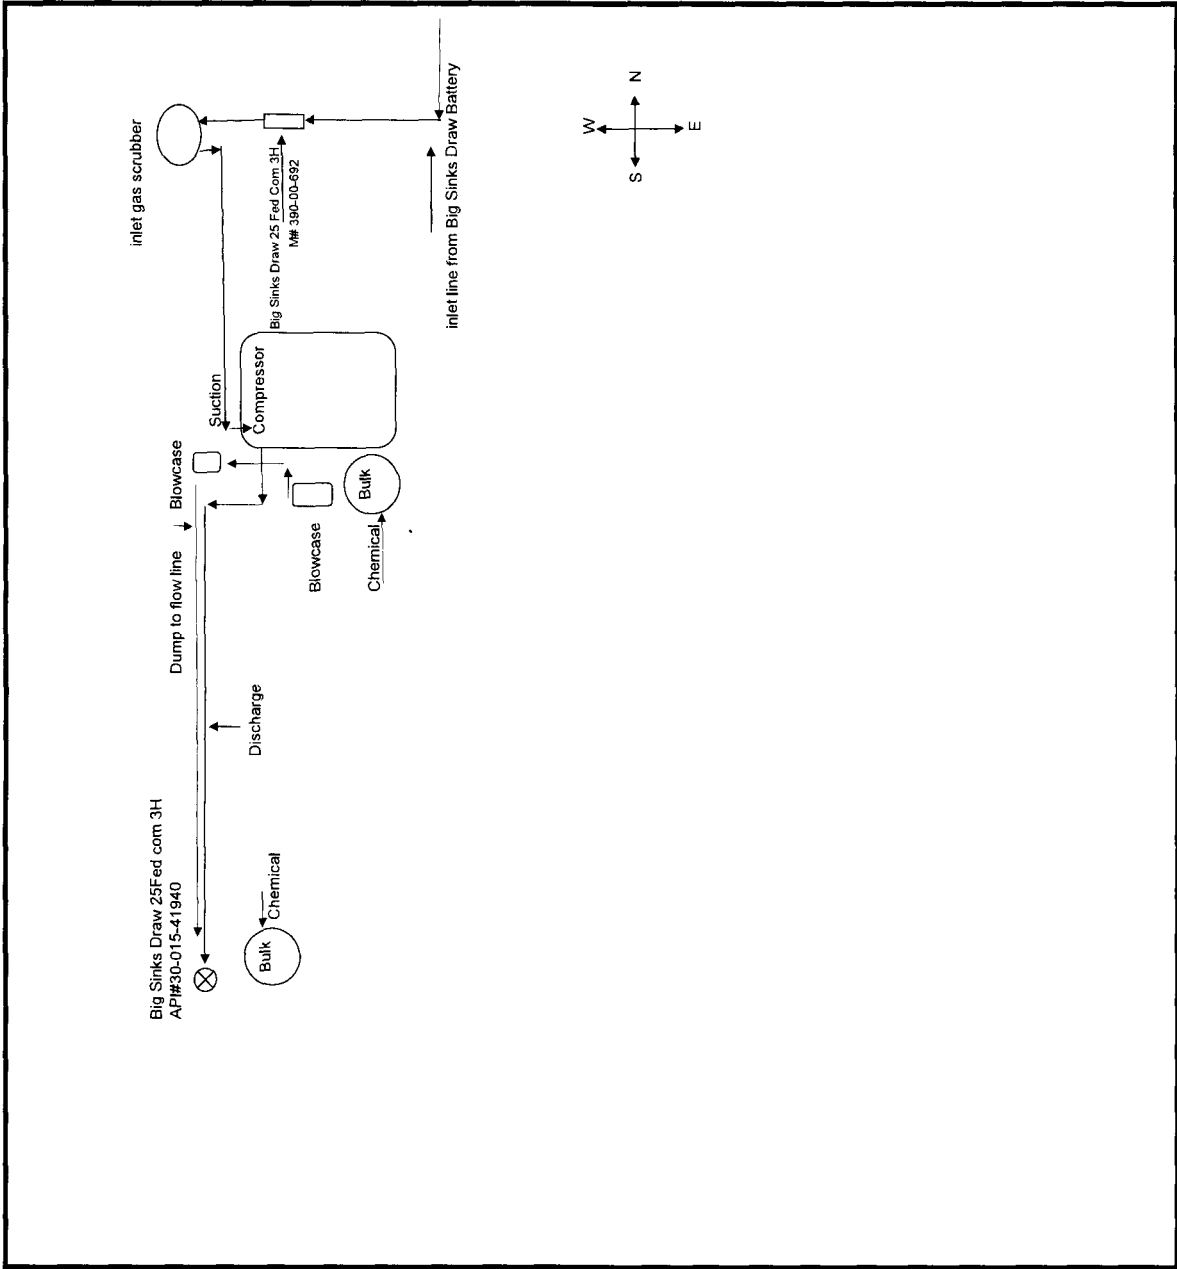 Big Sinks Draw 25Fed com 3H
API#30-015-41940
Dump to flow line
Blowcase
Suction
inlet gas scrubber
Discharge
Compressor
Big Sinks Draw 25 Fed Com 3H
M# 390-00-692
Bulk
Chemical
Blowcase
Bulk
Chemical
inlet line from Big Sinks Draw Battery
W
N
S
E